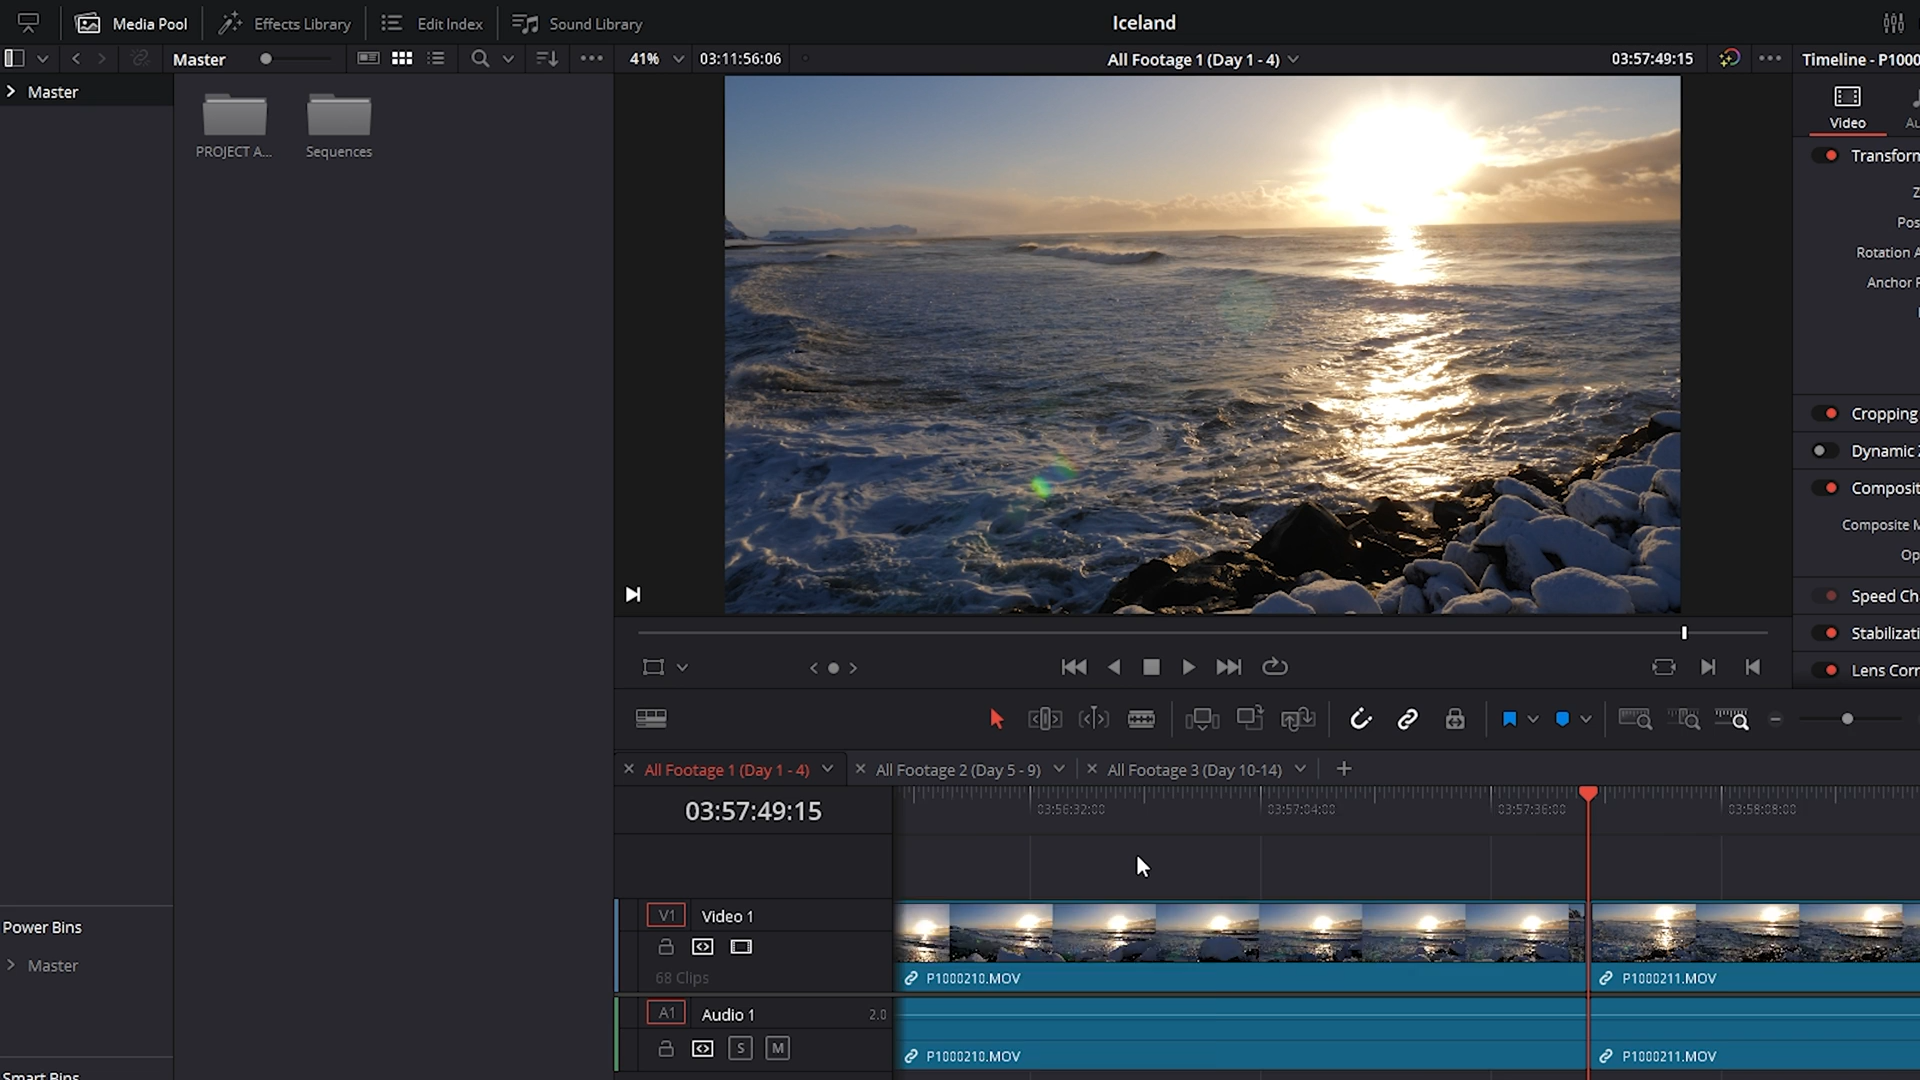 Media Pool Effects Library Edit Index Sound Library Iceland
Master 41% 03:11:56:06 All Footage 1 (Day 1 - 4) 03:57:49:15 Timeline - P1000
Master
PROJECT A... Sequences
Video Au
Transform
Z
Pos
Rotation A
Anchor P
Cropping
Dynamic Z
Composit
Composite M
Op
Speed Ch
Stabilizati
Lens Corr
All Footage 1 (Day 1 - 4) All Footage 2 (Day 5 - 9) All Footage 3 (Day 10-14)
03:57:49:15
03:56:32:00 03:57:04:00 03:57:36:00 03:58:08:00
V1 Video 1
68 Clips
P1000210.MOV P1000211.MOV
A1 Audio 1 2.0
S M
P1000210.MOV P1000211.MOV
Power Bins
Master
Smart Bins